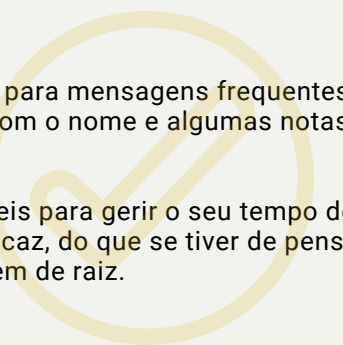 para mensagens frequentes
om o nome e algumas notas
eis para gerir o seu tempo d
caz, do que se tiver de pens
em de raiz.